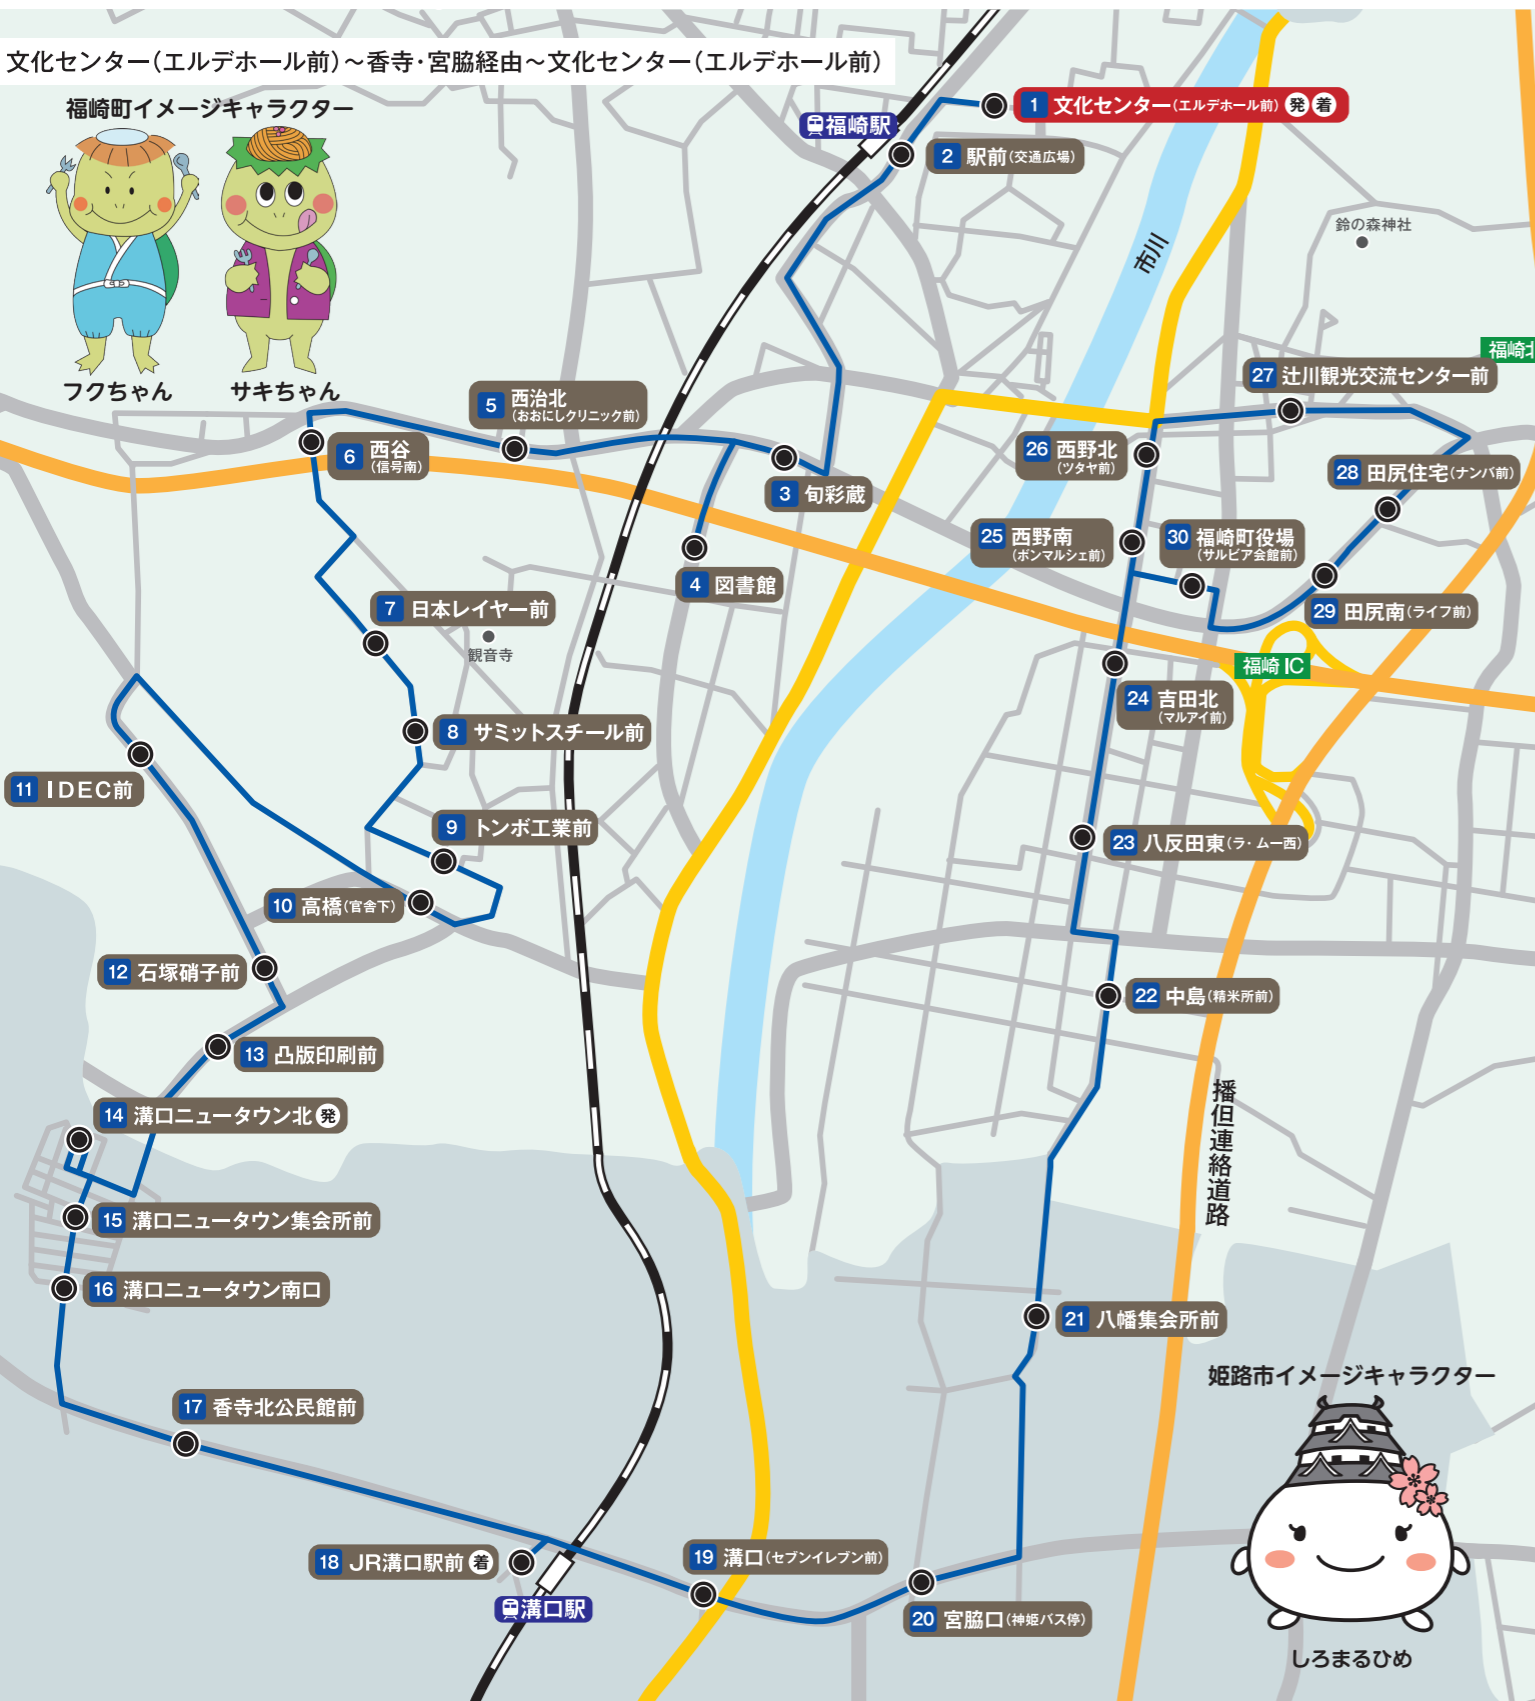 文化センター(エルデホール前)～香寺・宮脇経由～文化センター(エルデホール前)
福崎町イメージキャラクター
フクちゃん
サキちゃん
福崎駅
1 文化センター(エルデホール前) 発 着
2 駅前(交通広場)
市川
鈴の森神社
福崎北
27 辻川観光交流センター前
5 西治北
(おおにしクリニック前)
6 西谷
(信号南)
3 旬彩蔵
26 西野北
(ツタヤ前)
28 田尻住宅(ナンバ前)
25 西野南
(ボンマルシェ前)
30 福崎町役場
(サルビア会館前)
4 図書館
29 田尻南(ライフ前)
7 日本レイヤー前
観音寺
福崎 IC
24 吉田北
(マルアイ前)
8 サミットスチール前
11 IDEC前
9 トンボ工業前
23 八反田東(ラ・ムー西)
10 高橋(官舎下)
12 石塚硝子前
22 中島(精米所前)
13 凸版印刷前
播但連絡道路
14 溝口ニュータウン北 発
15 溝口ニュータウン集会所前
16 溝口ニュータウン南口
21 八幡集会所前
姫路市イメージキャラクター
17 香寺北公民館前
18 JR溝口駅前 着
19 溝口(セブンイレブン前)
溝口駅
20 宮脇口(神姫バス停)
しろまるひめ